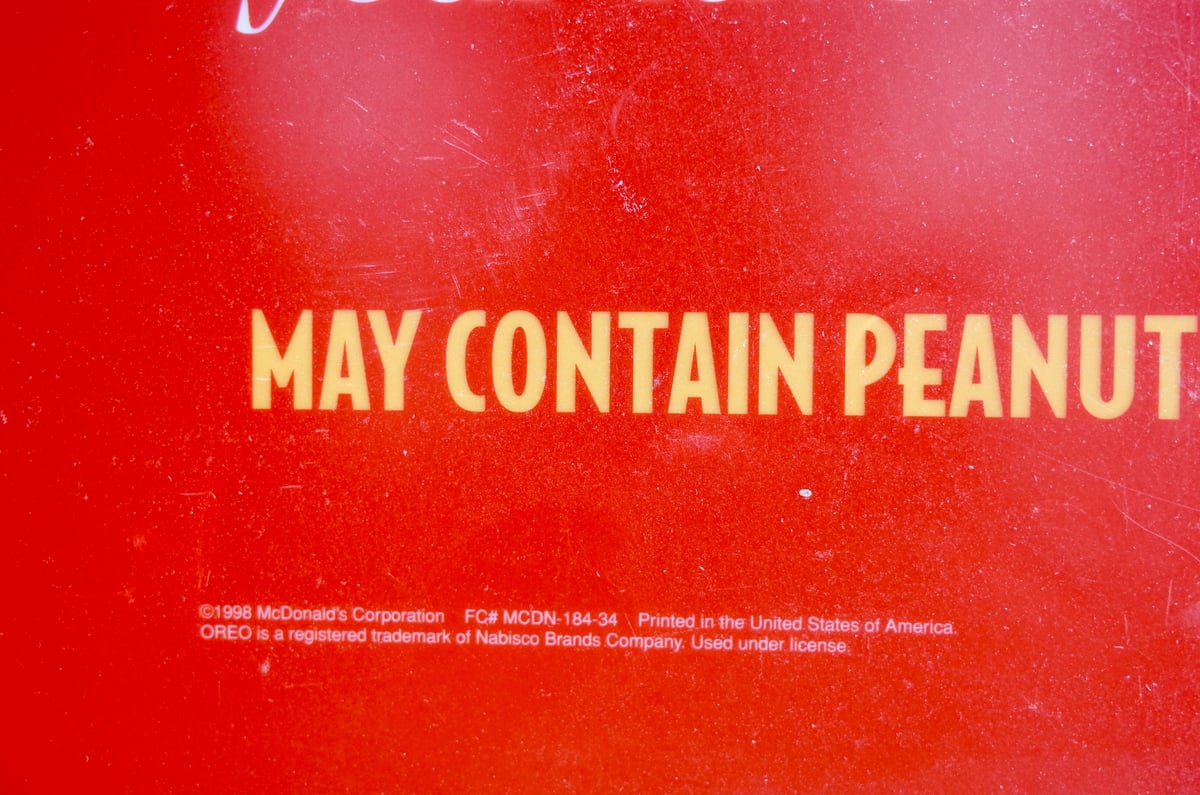 MAY CONTAIN PEANUT
©1998 McDonald's Corporation FC# MCDN-184-34 Printed in the United States of America.
OREO is a registered trademark of Nabisco Brands Company. Used under license.